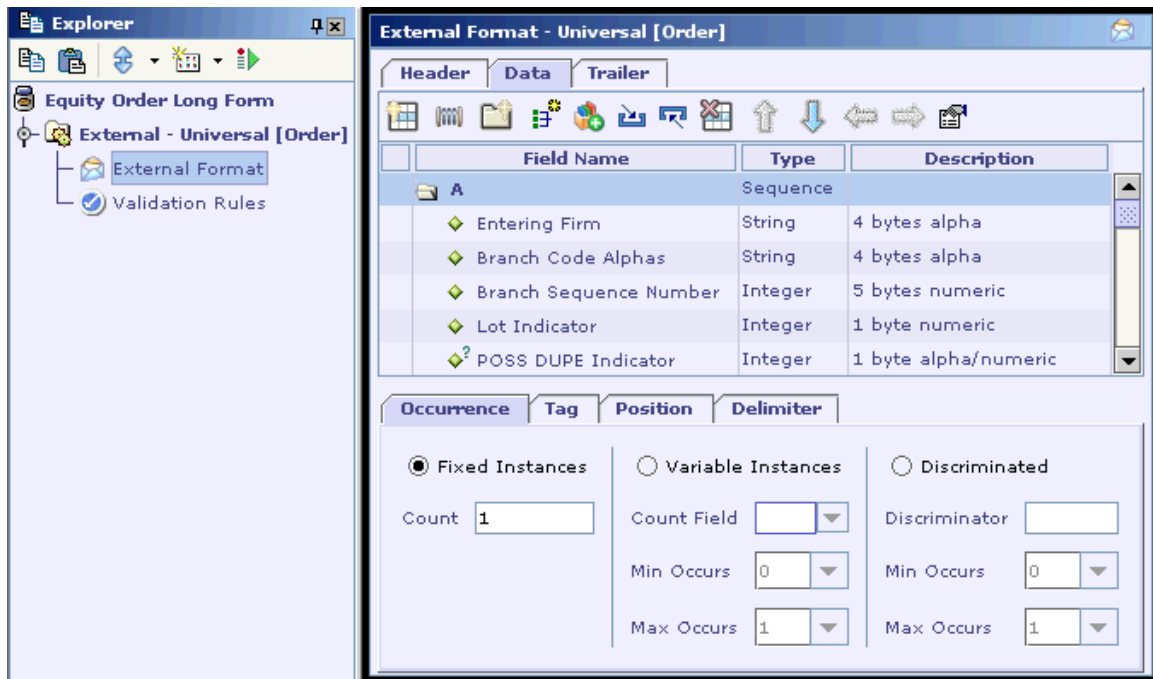 Explorer
Equity Order Long Form
External - Universal [Order]
External Format
Validation Rules
External Format - Universal [Order]
Header Data Trailer
Field Name Type Description
A Sequence
Entering Firm String 4 bytes alpha
Branch Code Alphas String 4 bytes alpha
Branch Sequence Number Integer 5 bytes numeric
Lot Indicator Integer 1 byte numeric
? POSS DUPE Indicator Integer 1 byte alpha/numeric
Occurrence Tag Position Delimiter
Fixed Instances Variable Instances Discriminated
Count 1 Count Field Discriminator
Min Occurs 0 Min Occurs 0
Max Occurs 1 Max Occurs 1